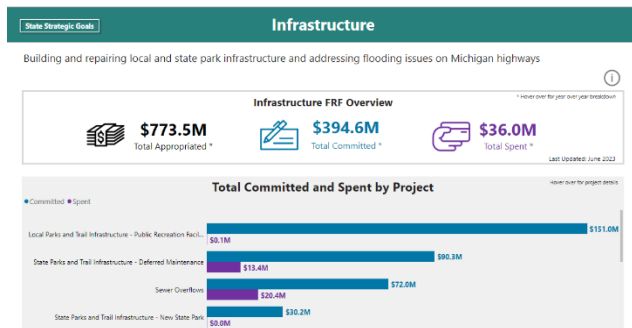 State Strategic Goals
Infrastructure
Building and repairing local and state park infrastructure and addressing flooding issues on Michigan highways
i
Infrastructure FRF Overview
* Hover over for year over year breakdown
$773.5M
Total Appropriated *
$394.6M
Total Committed *
$36.0M
Total Spent *
Last Updated: June 2023
Total Committed and Spent by Project
Hover over for project details
Committed Spent
Local Parks and Trail Infrastructure - Public Recreation Facil...
$151.0M
$0.1M
State Parks and Trail Infrastructure - Deferred Maintenance
$90.3M
$13.4M
Sewer Overflows
$72.0M
$20.4M
State Parks and Trail Infrastructure - New State Park
$30.2M
$0.0M